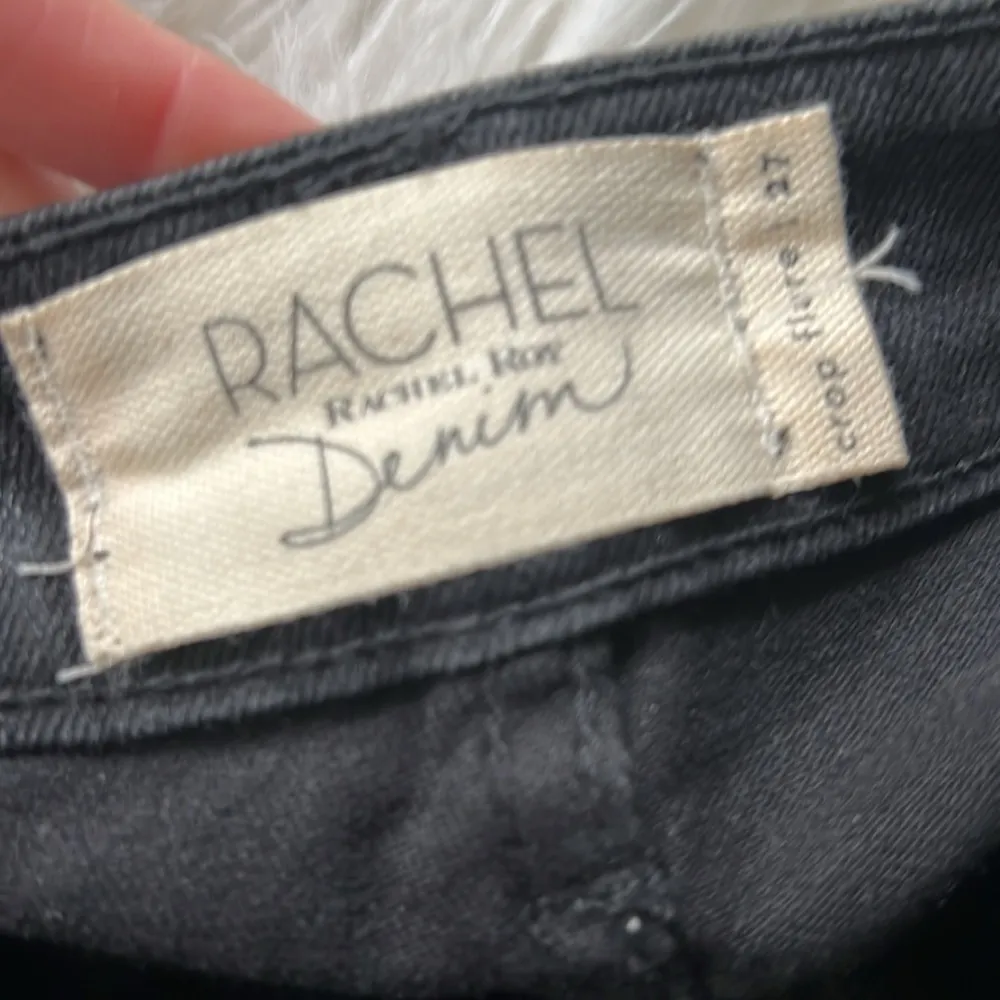 RACHEL
RACHEL ROY
Denim
crop flare | 27